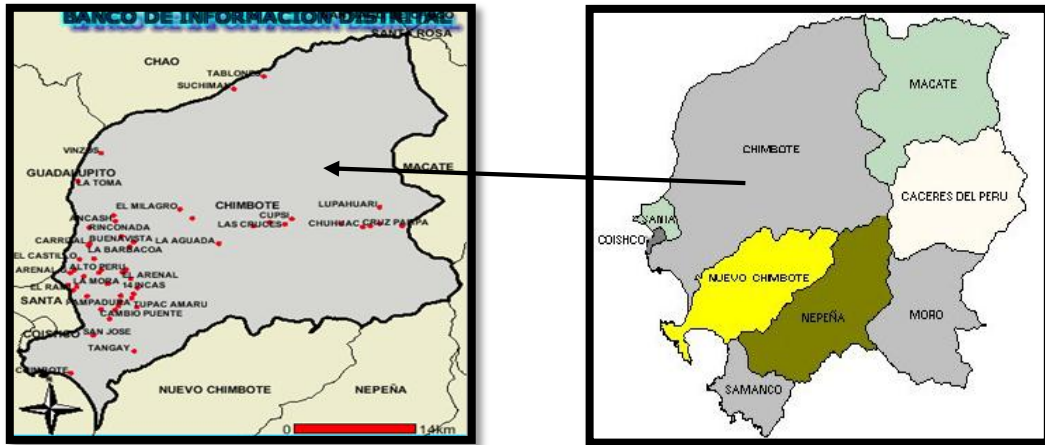 BANCO DE INFORMACION DISTRITAL
SANTA ROSA
CHAO
TABLONES
SUCHIMAN
VINZOS
GUADALUPITO
LA TOMA
MACATE
EL MILAGRO
CHIMBOTE
LUPAHUARI
ANCASH
CUPSI
RINCONADA
LAS CRUCES
CHUHUAC
CRUZ PAMPA
CARRIZAL
BUENAVISTA
LA AGUADA
LA BARBACOA
EL CASTILLO
ALTO PERU
ARENAL
EL ARENAL
LA MORA
14 INCAS
SANTA
PAMPADURA
TUPAC AMARU
CAMBIO PUENTE
COISHCO
SAN JOSE
TANGAY
CHIMBOTE
NUEVO CHIMBOTE
NEPEÑA
0
14km
MACATE
CHIMBOTE
CACERES DEL PERU
COISHCO
NUEVO CHIMBOTE
NEPEÑA
MORO
SAMANCO